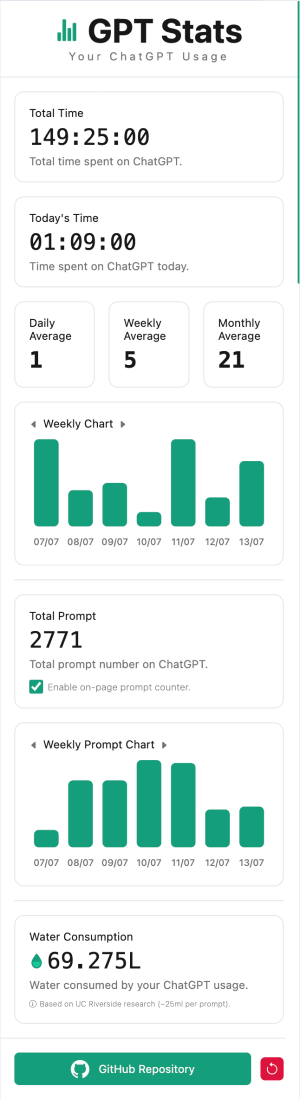 GPT Stats
Your ChatGPT Usage
Total Time
149:25:00
Total time spent on ChatGPT.
Today's Time
01:09:00
Time spent on ChatGPT today.
Daily
Average
1
Weekly
Average
5
Monthly
Average
21
Weekly Chart
07/07 08/07 09/07 10/07 11/07 12/07 13/07
Total Prompt
2771
Total prompt number on ChatGPT.
Enable on-page prompt counter.
Weekly Prompt Chart
07/07 08/07 09/07 10/07 11/07 12/07 13/07
Water Consumption
69.275L
Water consumed by your ChatGPT usage.
Based on UC Riverside research (~25ml per prompt).
GitHub Repository